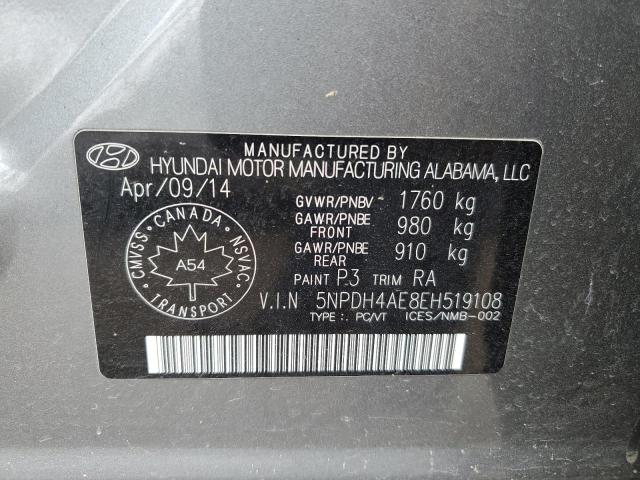 MANUFACTURED BY
HYUNDAI MOTOR MANUFACTURING ALABAMA, LLC
Apr/09/14
GVWR/PNBV 1760 kg
GAWR/PNBE FRONT 980 kg
GAWR/PNBE REAR 910 kg
PAINT P3 TRIM RA
V.I.N 5NPDH4AE8EH519108
TYPE:. PC/VT ICES/NMB-002
CANADA
CMVSS
NSVAC
A54
TRANSPORT